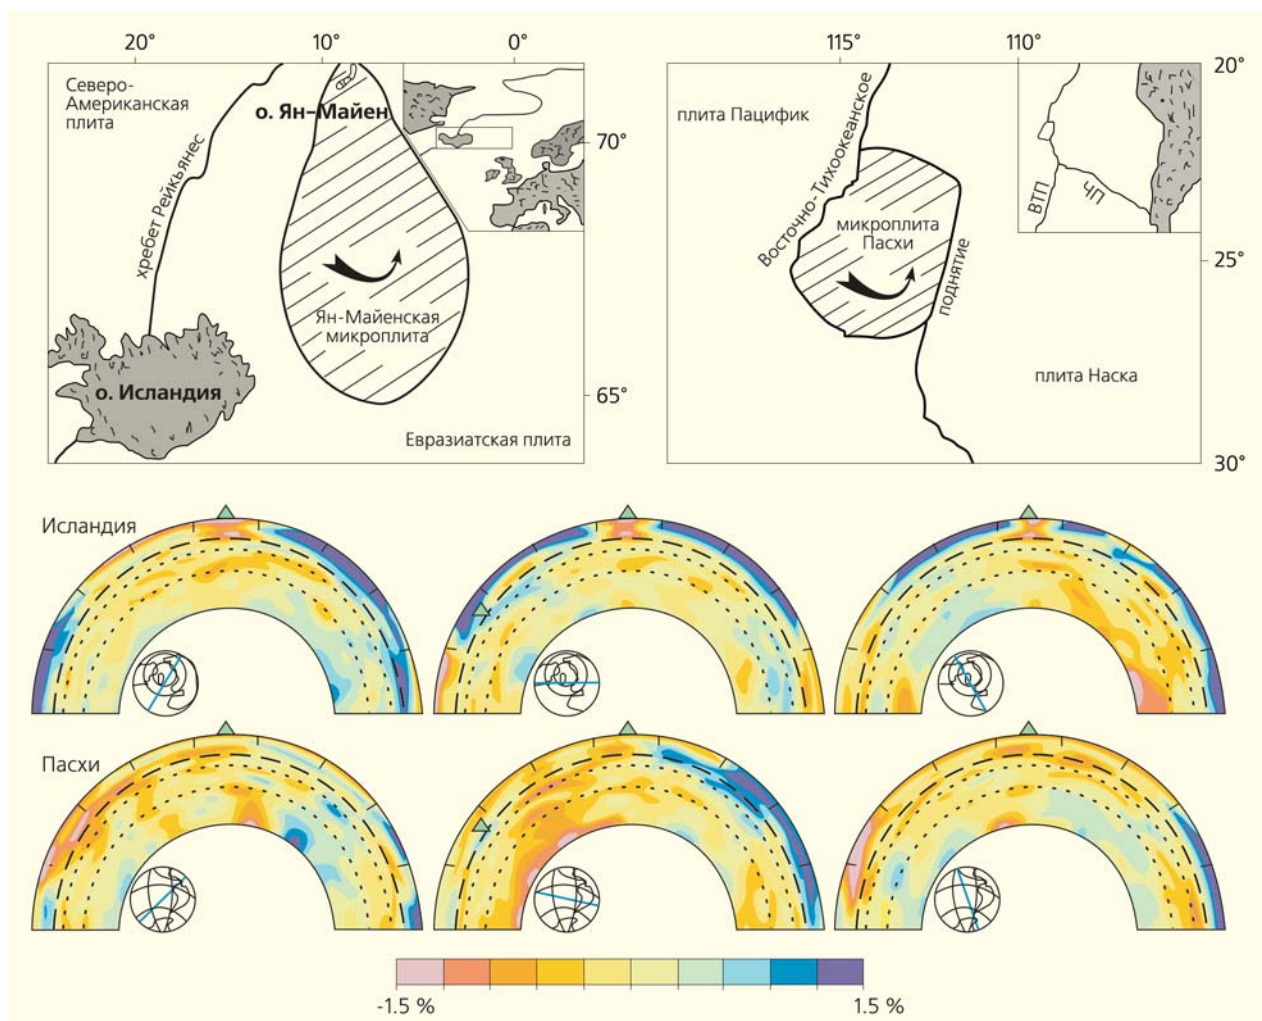 20°
10°
0°
115°
110°
Северо-
Американская
плита
о. Ян-Майен
хребет Рейкьянес
70°
Ян-Майенская
микроплита
о. Исландия
65°
Евразиатская плита
20°
плита Пацифик
Восточно-Тихоокеанское
микроплита
Пасхи
поднятие
ВТП
ЧП
25°
плита Наска
30°
Исландия
Пасхи
-1.5 %
1.5 %